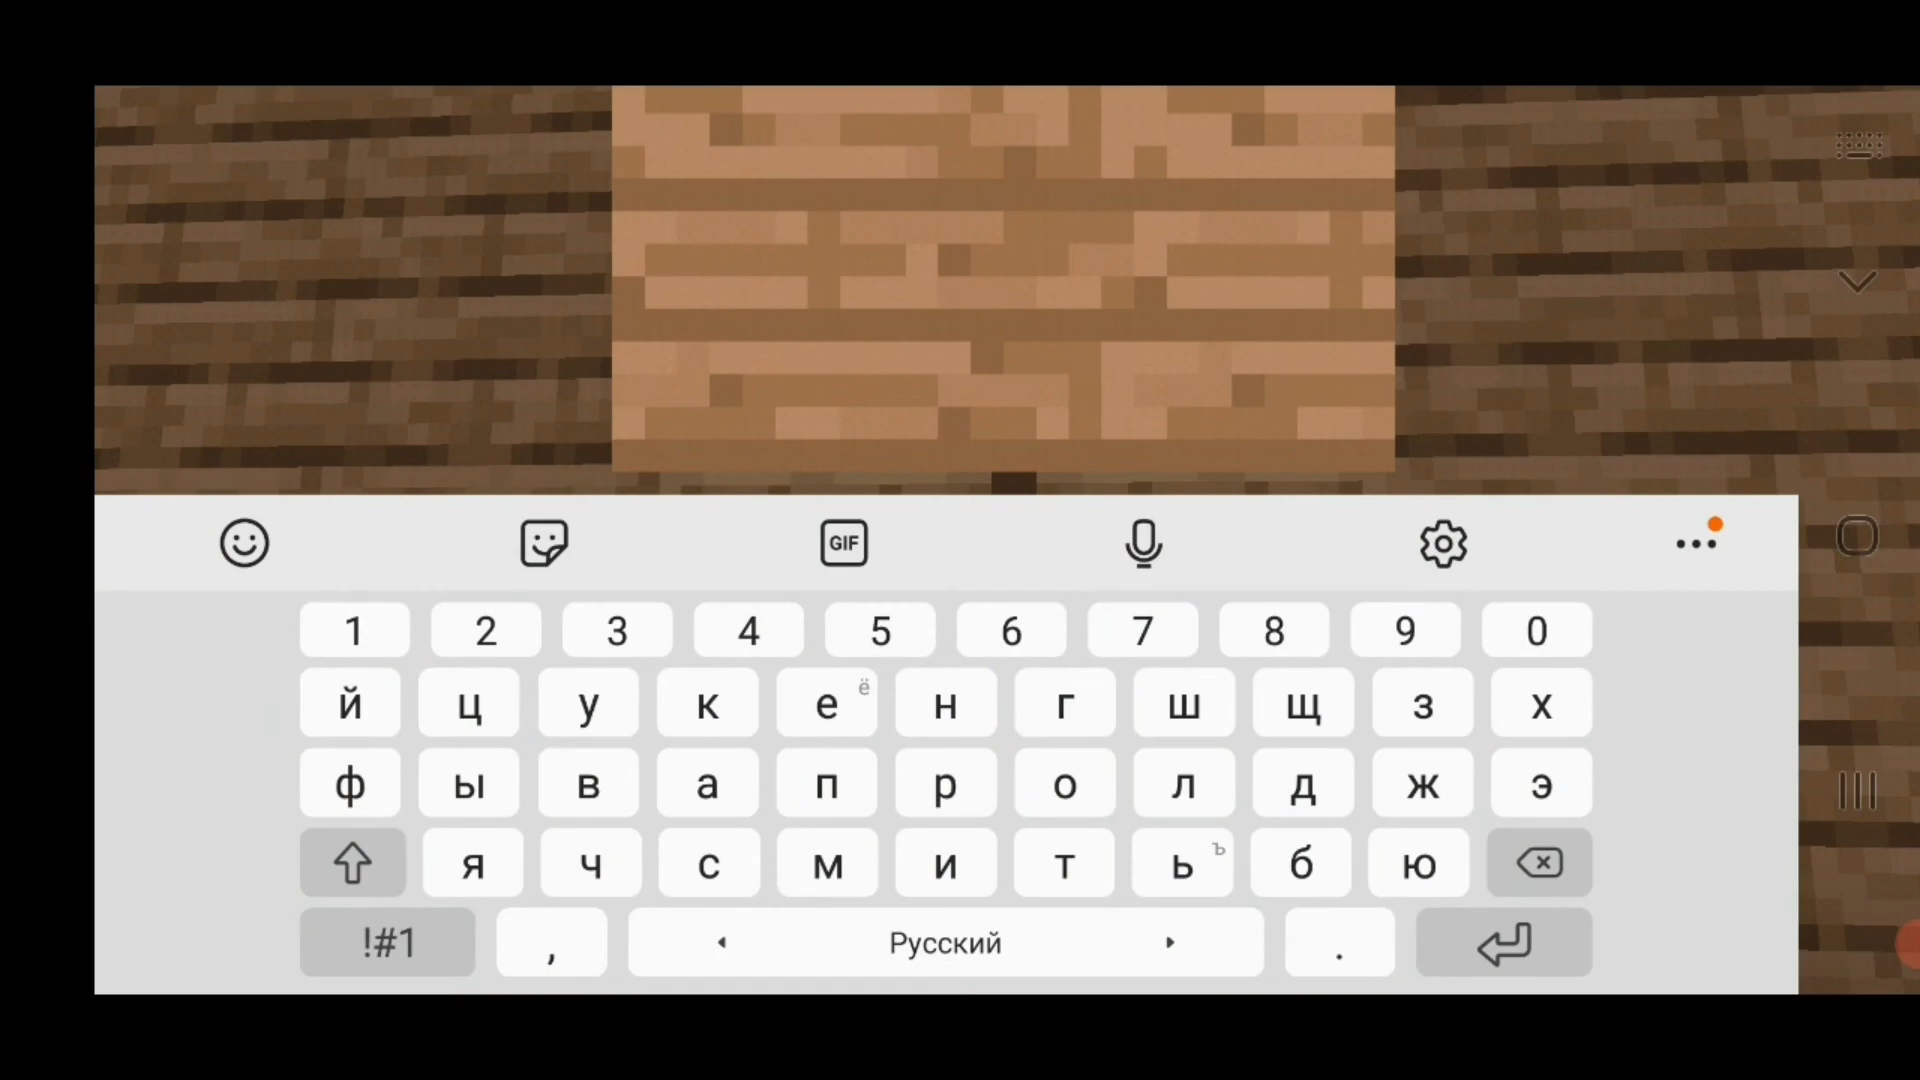 GIF
1 2 3 4 5 6 7 8 9 0
й ц у к е ё н г ш щ з х
ф ы в а п р о л д ж э
я ч с м и т ь ъ б ю
!#1 , Русский .